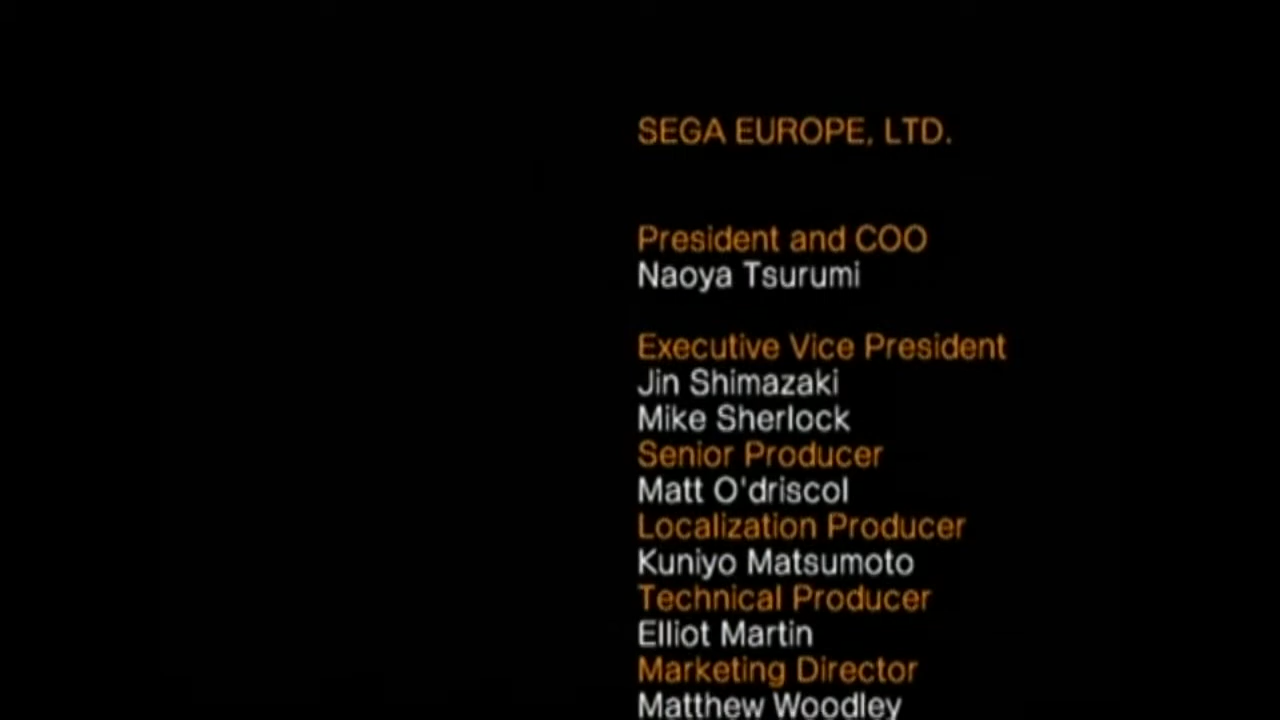 SEGA EUROPE, LTD.
President and COO
Naoya Tsurumi
Executive Vice President
Jin Shimazaki
Mike Sherlock
Senior Producer
Matt O'driscol
Localization Producer
Kuniyo Matsumoto
Technical Producer
Elliot Martin
Marketing Director
Matthew Woodley